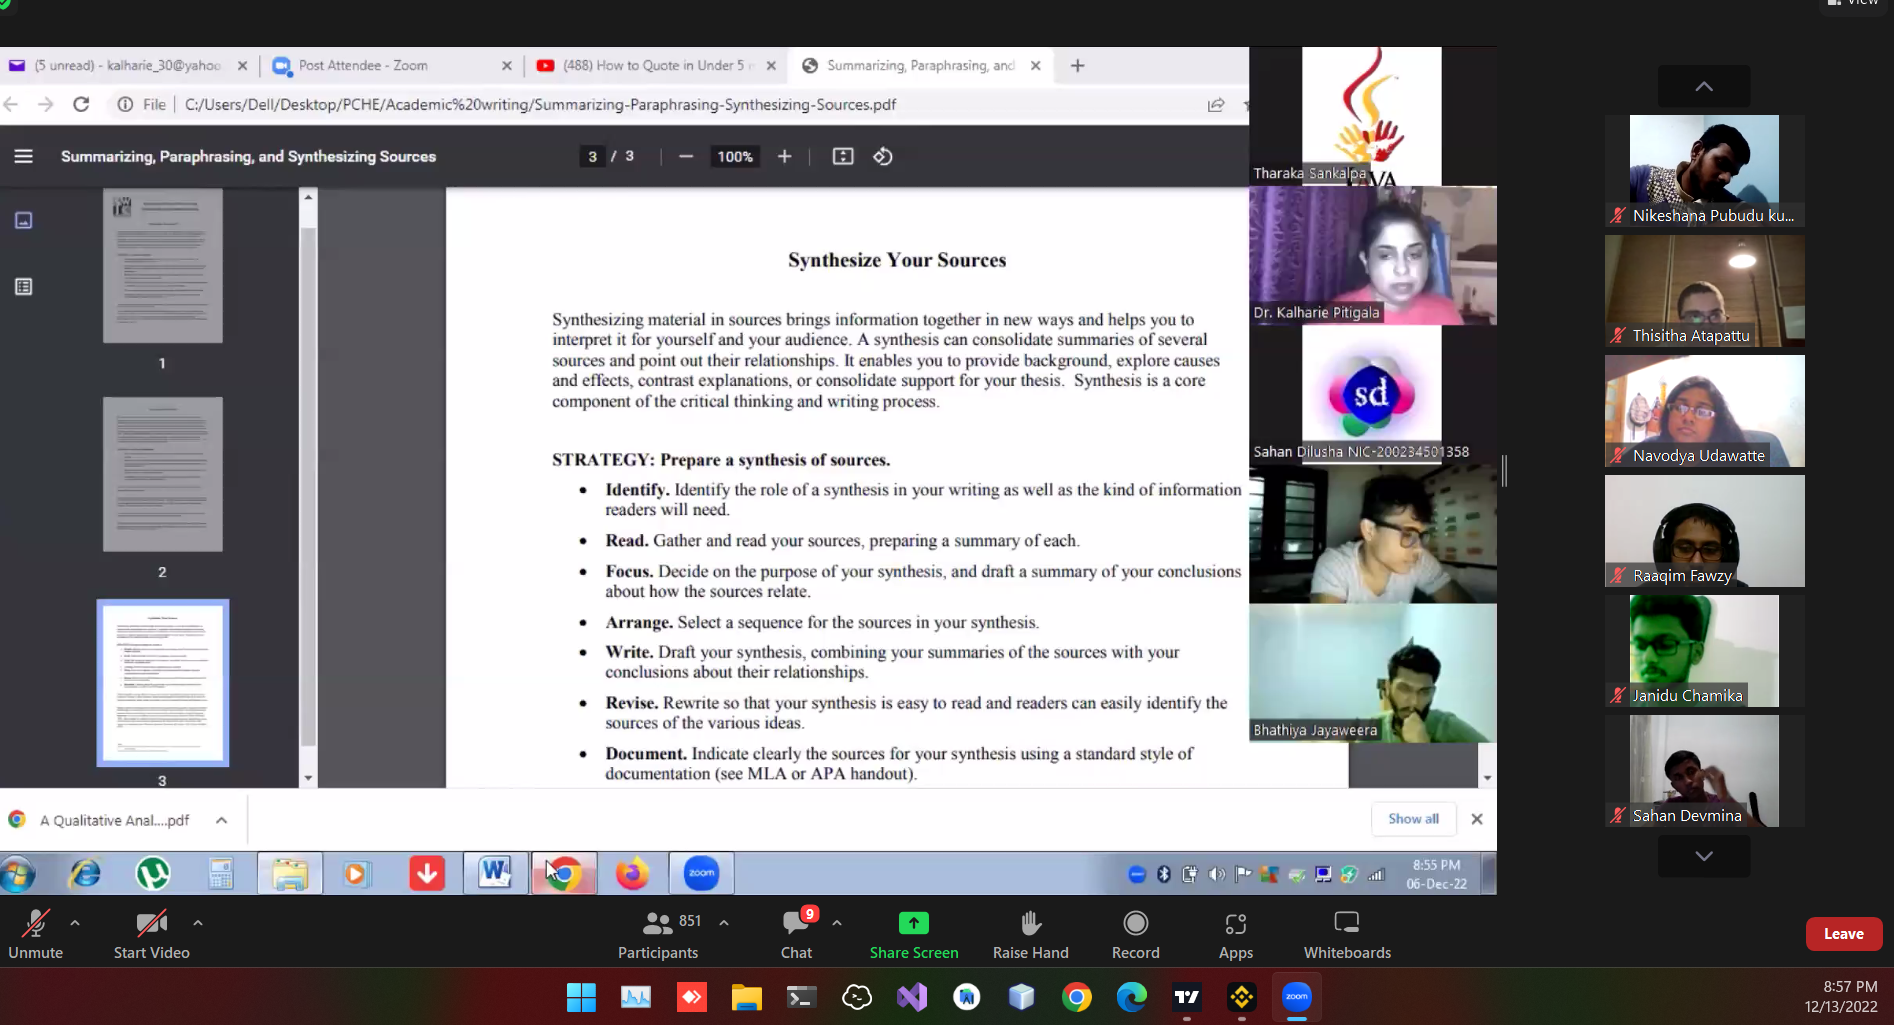 View
(5 unread) - kalharie_30@yahoo
Post Attendee - Zoom
(488) How to Quote in Under 5
Summarizing, Paraphrasing, and
File
C:/Users/Dell/Desktop/PCHE/Academic%20writing/Summarizing-Paraphrasing-Synthesizing-Sources.pdf
Summarizing, Paraphrasing, and Synthesizing Sources
3 / 3
100%
1
2
3
Synthesize Your Sources
Synthesizing material in sources brings information together in new ways and helps you to
interpret it for yourself and your audience. A synthesis can consolidate summaries of several
sources and point out their relationships. It enables you to provide background, explore causes
and effects, contrast explanations, or consolidate support for your thesis. Synthesis is a core
component of the critical thinking and writing process.
STRATEGY: Prepare a synthesis of sources.
• Identify. Identify the role of a synthesis in your writing as well as the kind of information
readers will need.
• Read. Gather and read your sources, preparing a summary of each.
• Focus. Decide on the purpose of your synthesis, and draft a summary of your conclusions
about how the sources relate.
• Arrange. Select a sequence for the sources in your synthesis.
• Write. Draft your synthesis, combining your summaries of the sources with your
conclusions about their relationships.
• Revise. Rewrite so that your synthesis is easy to read and readers can easily identify the
sources of the various ideas.
• Document. Indicate clearly the sources for your synthesis using a standard style of
documentation (see MLA or APA handout).
Tharaka Sankalpa
Dr. Kalharie Pitigala
sd
Sahan Dilusha NIC-200234501358
Bhathiya Jayaweera
Nikeshana Pubudu ku...
Thisitha Atapattu
Navodya Udawatte
Raaqim Fawzy
Janidu Chamika
Sahan Devmina
A Qualitative Anal....pdf
Show all
W
zoom
8:55 PM
06-Dec-22
Unmute
Start Video
851
Participants
9
Chat
Share Screen
Raise Hand
Record
Apps
Whiteboards
Leave
zoom
8:57 PM
12/13/2022